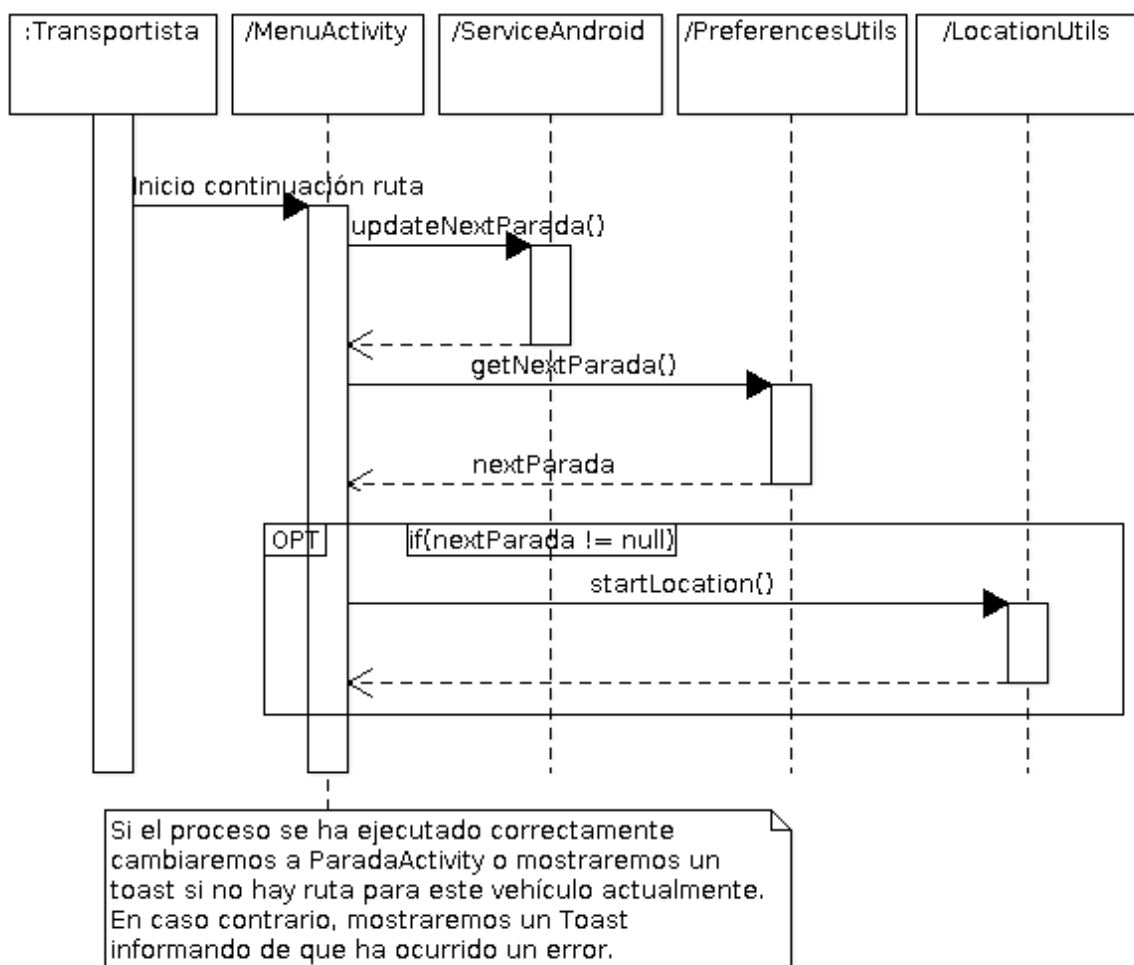 :Transportista
/MenuActivity
/ServiceAndroid
/PreferencesUtils
/LocationUtils
Inicio continuación ruta
updateNextParada()
getNextParada()
nextParada
OPT
if(nextParada != null)
startLocation()
Si el proceso se ha ejecutado correctamente
cambiaremos a ParadaActivity o mostraremos un
toast si no hay ruta para este vehículo actualmente.
En caso contrario, mostraremos un Toast
informando de que ha ocurrido un error.